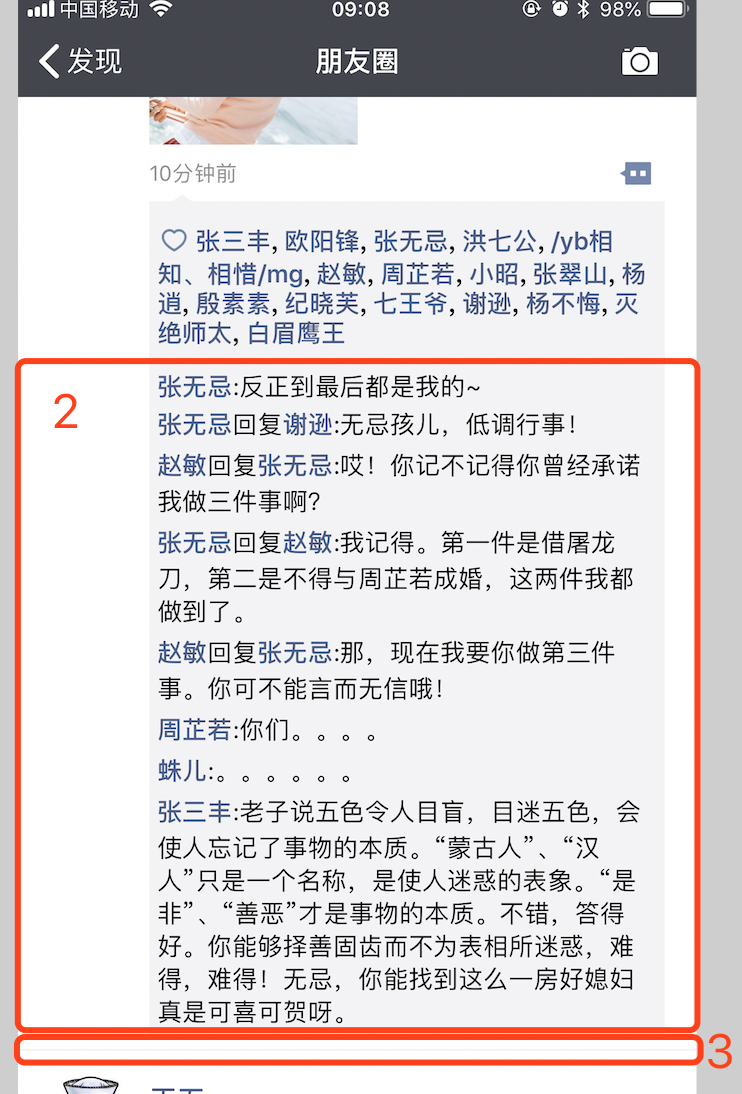 中国移动 09:08 98%
发现 朋友圈
10分钟前
张三丰, 欧阳锋, 张无忌, 洪七公, /yb相
知、相惜/mg, 赵敏, 周芷若, 小昭, 张翠山, 杨
逍, 殷素素, 纪晓芙, 七王爷, 谢逊, 杨不悔, 灭
绝师太, 白眉鹰王
2
张无忌:反正到最后都是我的~
张无忌回复谢逊:无忌孩儿，低调行事！
赵敏回复张无忌:哎！你记不记得你曾经承诺
我做三件事啊?
张无忌回复赵敏:我记得。第一件是借屠龙
刀，第二是不得与周芷若成婚，这两件我都
做到了。
赵敏回复张无忌:那，现在我要你做第三件
事。你可不能言而无信哦！
周芷若:你们。。。。
蛛儿:。。。。。。
张三丰:老子说五色令人目盲，目迷五色，会
使人忘记了事物的本质。“蒙古人”、“汉
人”只是一个名称，是使人迷惑的表象。“是
非”、“善恶”才是事物的本质。不错，答得
好。你能够择善固齿而不为表相所迷惑，难
得，难得！无忌，你能找到这么一房好媳妇
真是可喜可贺呀。
3